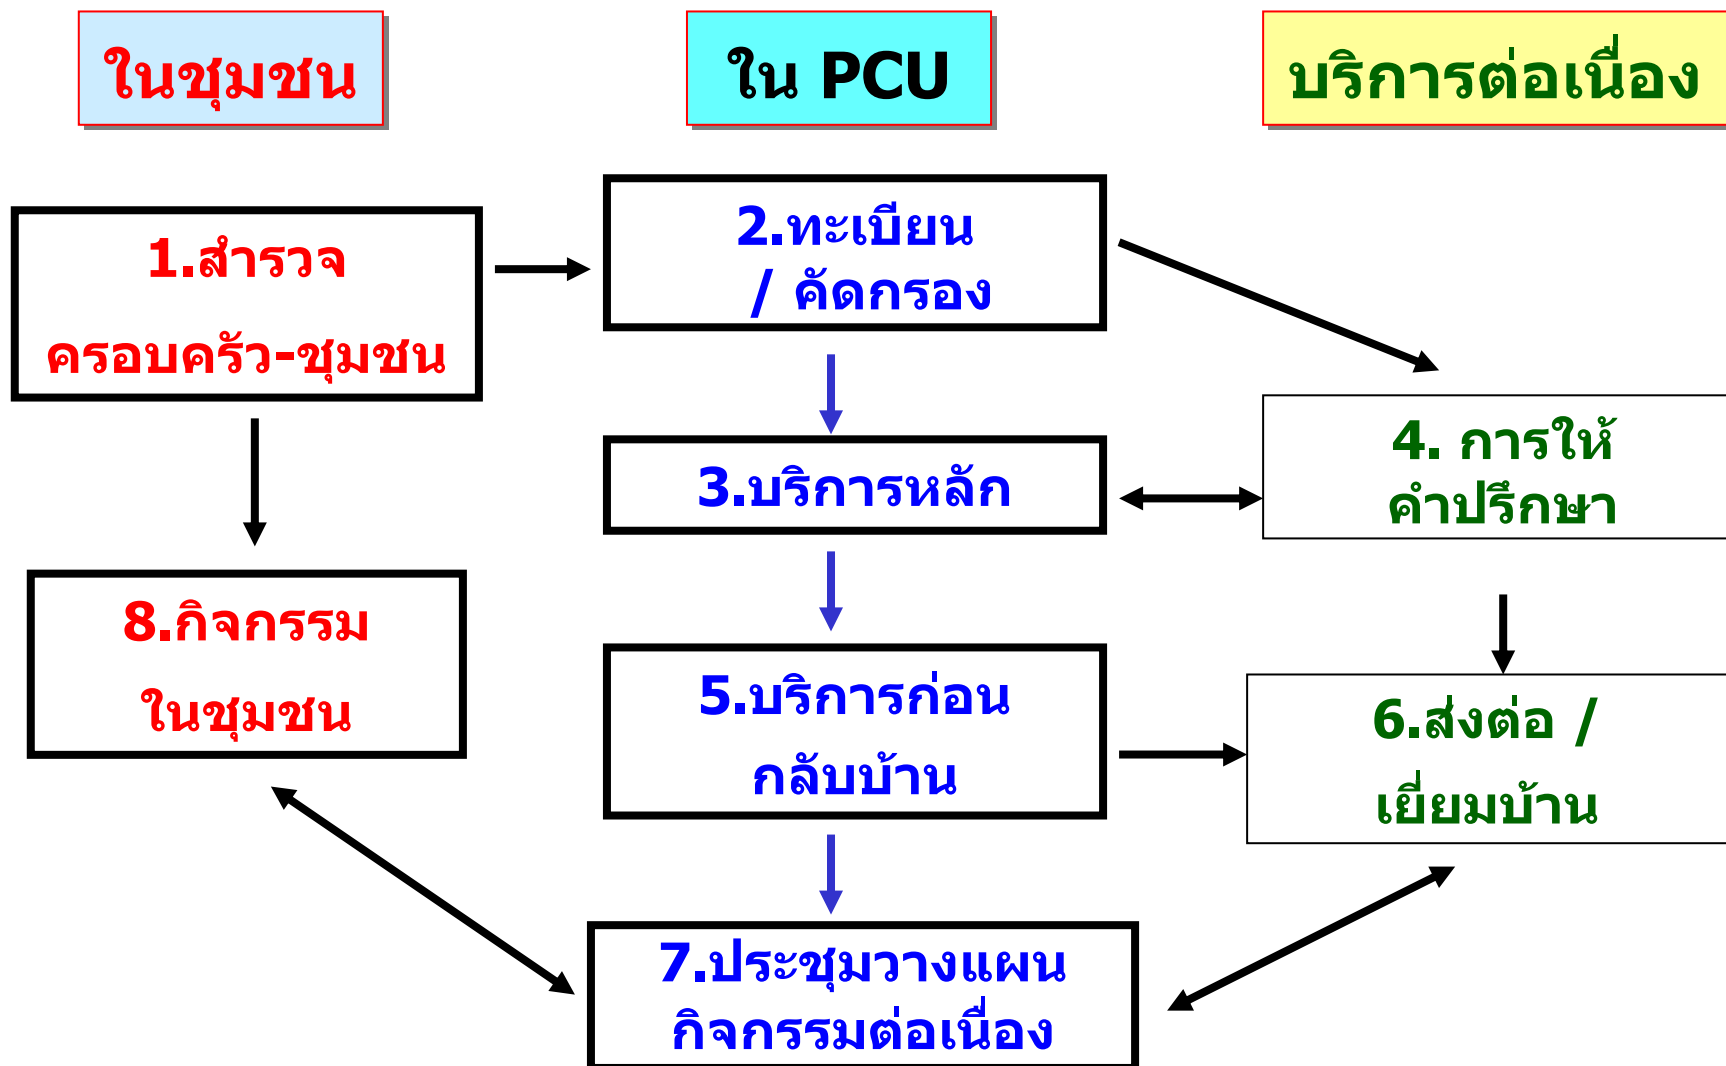 ในชุมชน
ใน PCU
บริการต่อเนื่อง
1.สำรวจ
ครอบครัว-ชุมชน
2.ทะเบียน
/ คัดกรอง
3.บริการหลัก
4. การให้
คำปรึกษา
8.กิจกรรม
ในชุมชน
5.บริการก่อน
กลับบ้าน
6.ส่งต่อ /
เยี่ยมบ้าน
7.ประชุมวางแผน
กิจกรรมต่อเนื่อง